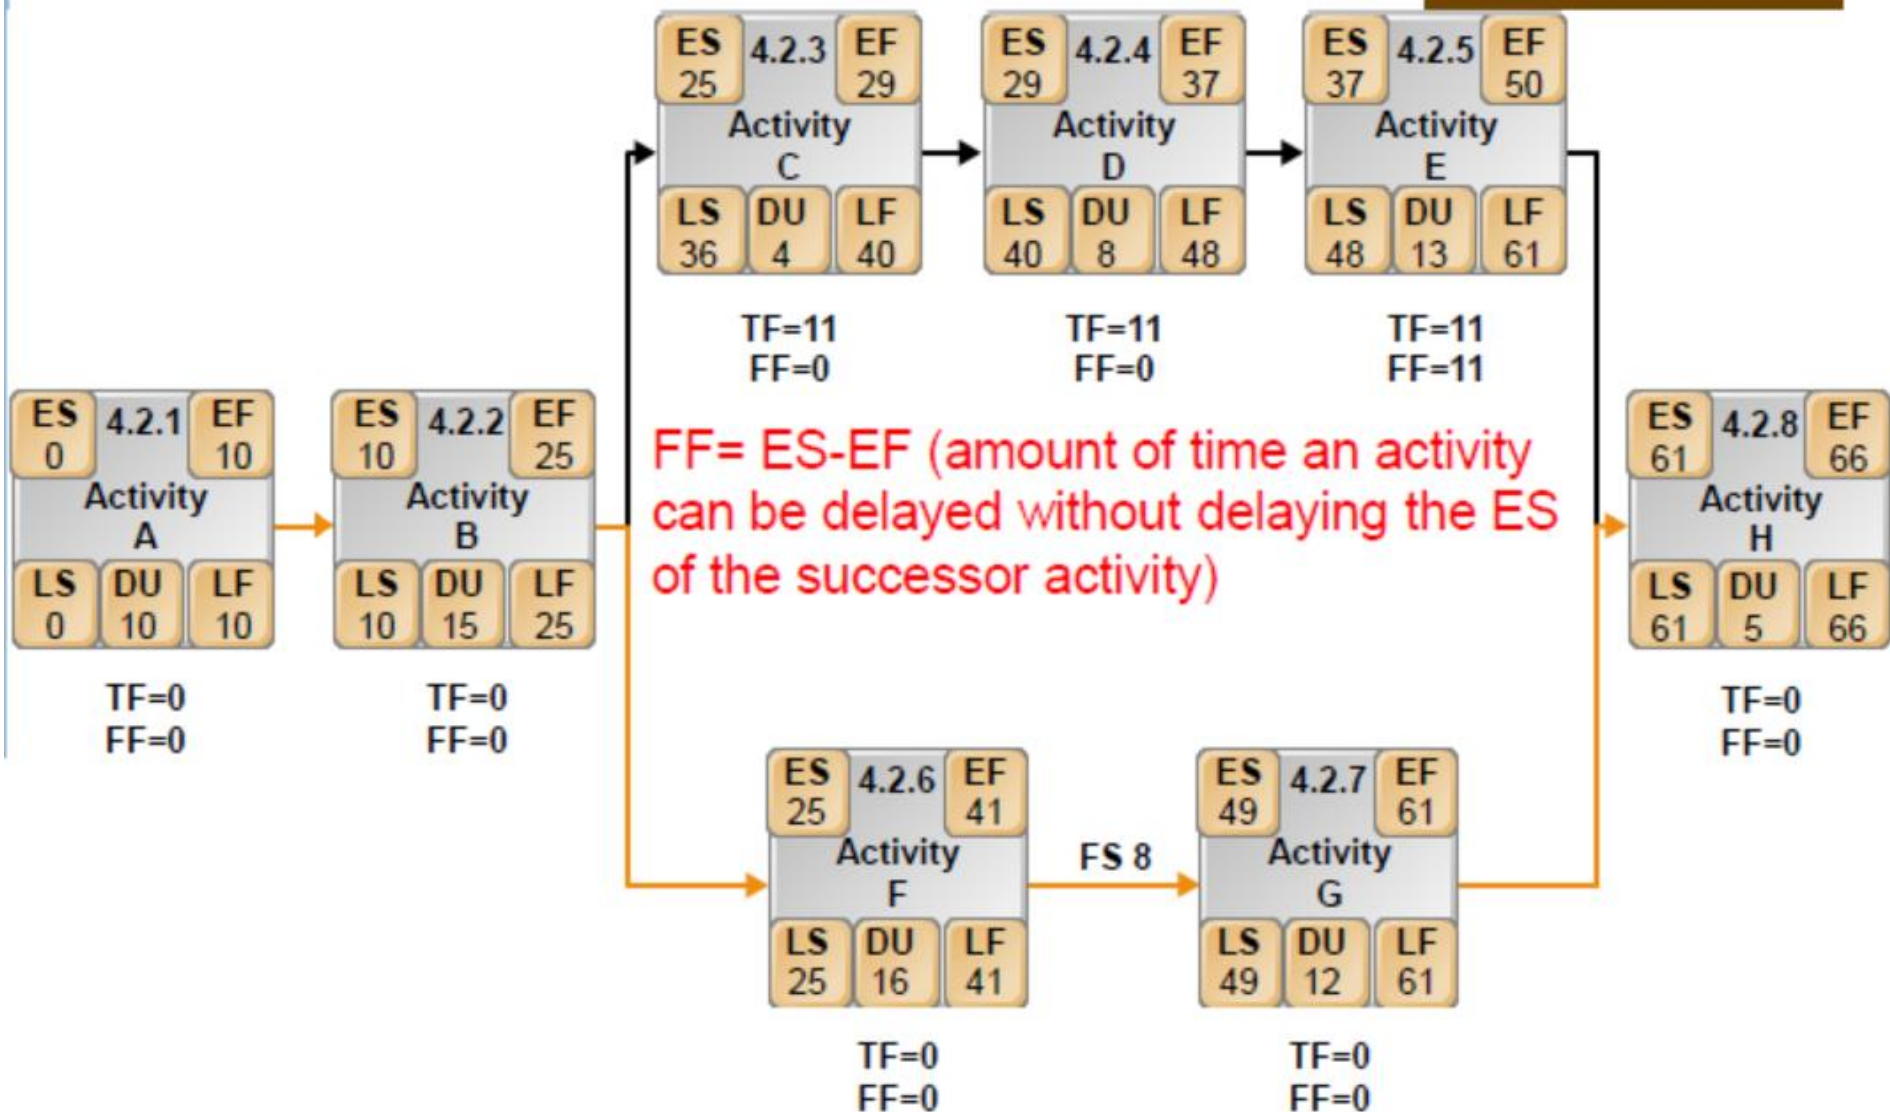 ES 4.2.3 EF
25 29
Activity
C
LS DU LF
36 4 40
TF=11
FF=0
ES 4.2.4 EF
29 37
Activity
D
LS DU LF
40 8 48
TF=11
FF=0
ES 4.2.5 EF
37 50
Activity
E
LS DU LF
48 13 61
TF=11
FF=11
ES 4.2.1 EF
0 10
Activity
A
LS DU LF
0 10 10
TF=0
FF=0
ES 4.2.2 EF
10 25
Activity
B
LS DU LF
10 15 25
TF=0
FF=0
FF= ES-EF (amount of time an activity
can be delayed without delaying the ES
of the successor activity)
ES 4.2.8 EF
61 66
Activity
H
LS DU LF
61 5 66
TF=0
FF=0
ES 4.2.6 EF
25 41
Activity
F
LS DU LF
25 16 41
TF=0
FF=0
FS 8
ES 4.2.7 EF
49 61
Activity
G
LS DU LF
49 12 61
TF=0
FF=0